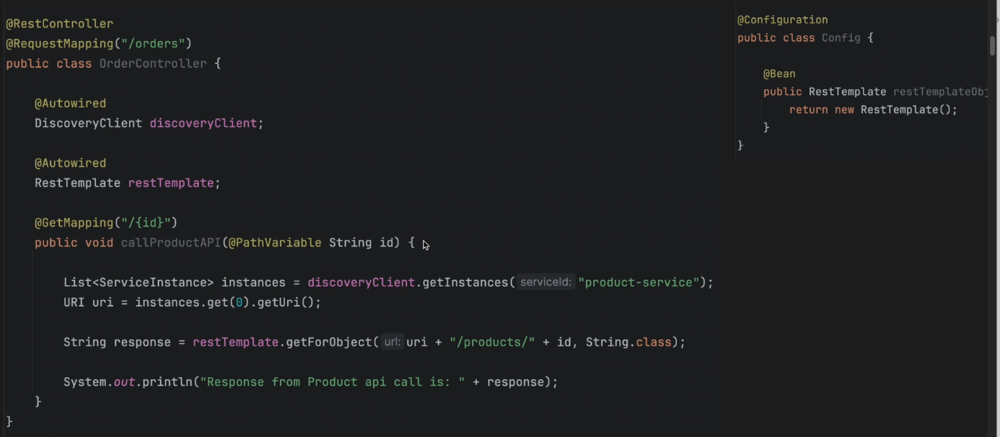 @RestController
@RequestMapping("/orders")
public class OrderController {
@Autowired
DiscoveryClient discoveryClient;
@Autowired
RestTemplate restTemplate;
@GetMapping("/{id}")
public void callProductAPI(@PathVariable String id) {
List<ServiceInstance> instances = discoveryClient.getInstances( serviceId: "product-service");
URI uri = instances.get(0).getUri();
String response = restTemplate.getForObject( url: uri + "/products/" + id, String.class);
System.out.println("Response from Product api call is: " + response);
}
}
@Configuration
public class Config {
@Bean
public RestTemplate restTemplateObj
return new RestTemplate();
}
}